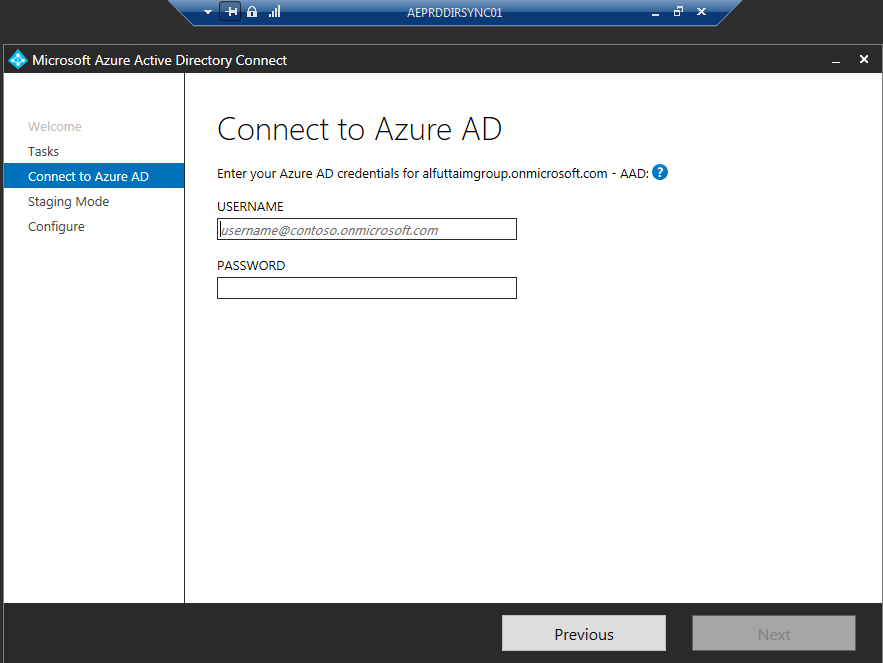 AEPRDDIRSYNC01
Microsoft Azure Active Directory Connect
Welcome
Tasks
Connect to Azure AD
Staging Mode
Configure
Connect to Azure AD
Enter your Azure AD credentials for alfuttaimgroup.onmicrosoft.com - AAD: ?
USERNAME
username@contoso.onmicrosoft.com
PASSWORD
Previous
Next